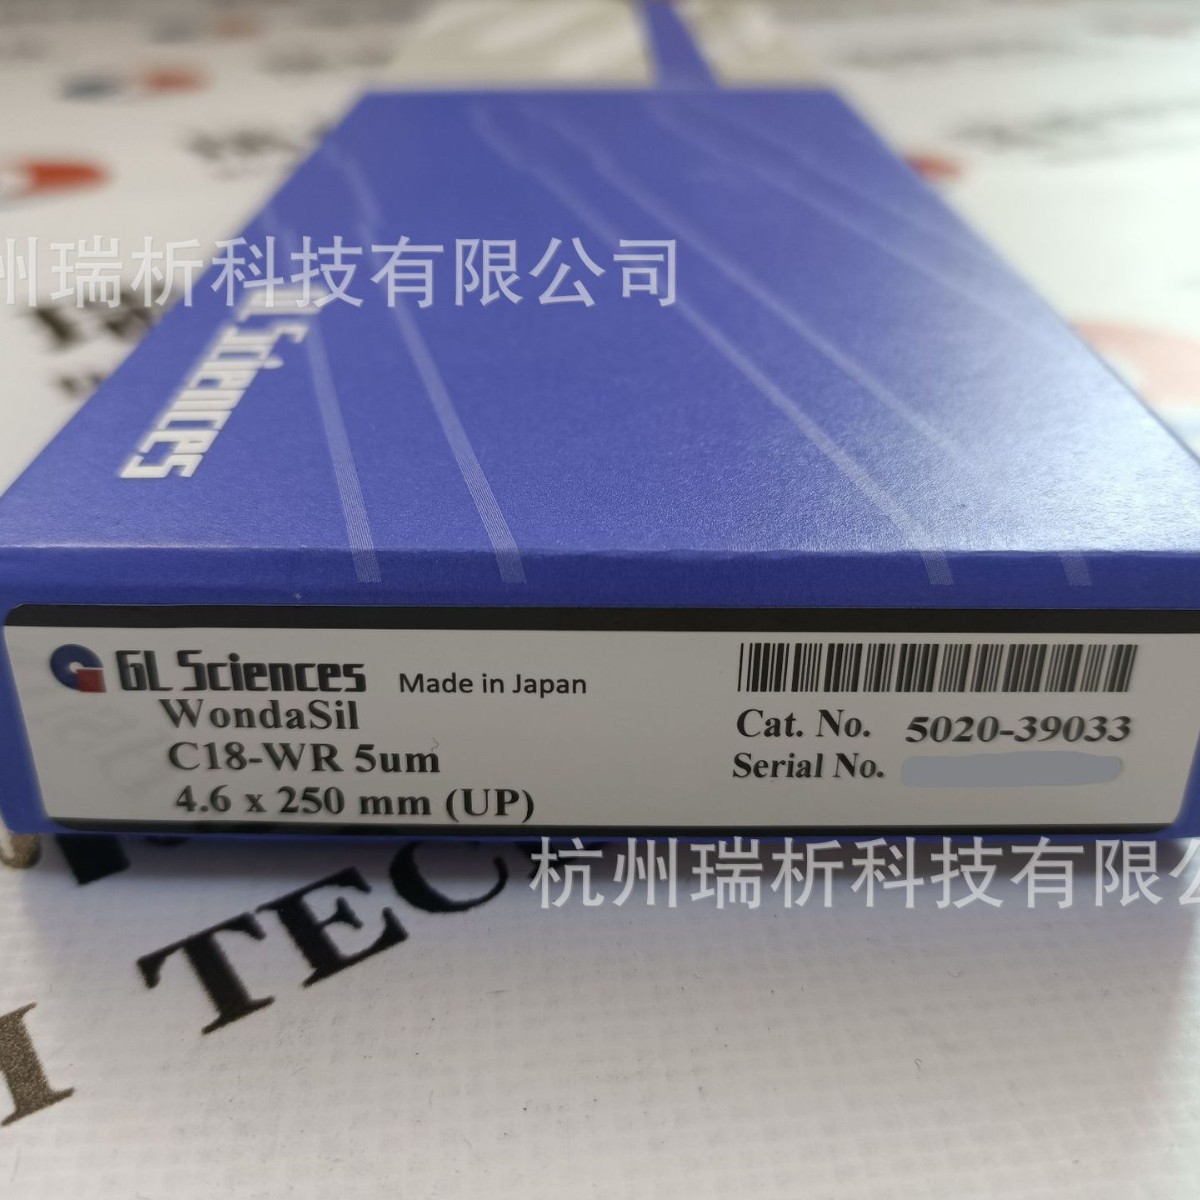 州瑞析科技有限公司
GL Sciences
GL Sciences Made in Japan
WondaSil
C18-WR 5um
4.6 x 250 mm (UP)
Cat. No. 5020-39033
Serial No.
杭州瑞析科技有限公
TEC